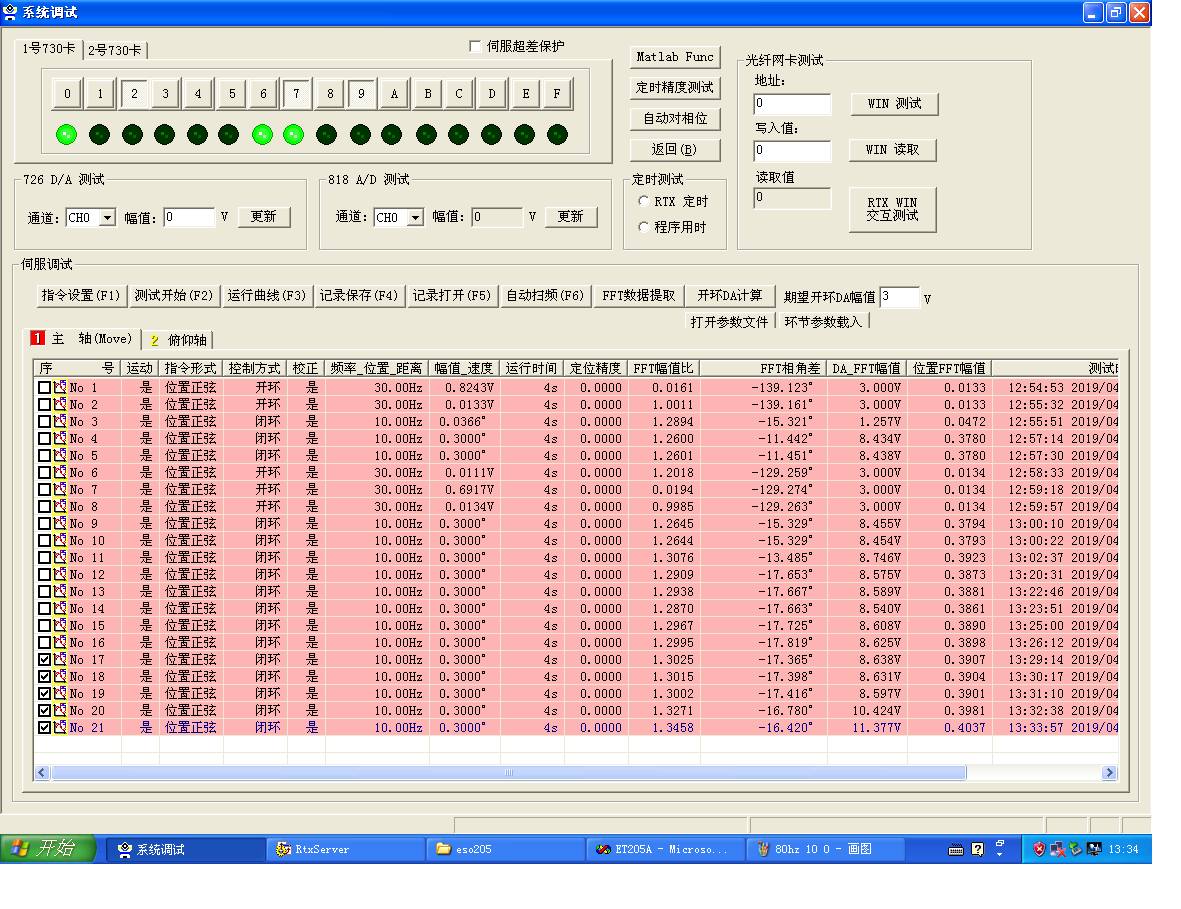 系统调试
1号730卡 2号730卡
伺服超差保护
0 1 2 3 4 5 6 7 8 9 A B C D E F
Matlab Func
定时精度测试
自动对相位
返回(B)
光纤网卡测试
地址:
0
WIN 测试
写入值:
0
WIN 读取
读取值
0
RTX WIN
交互测试
726 D/A 测试
通道: CH0 幅值: 0 V 更新
818 A/D 测试
通道: CH0 幅值: 0 V 更新
定时测试
RTX 定时
程序用时
伺服调试
指令设置(F1) 测试开始(F2) 运行曲线(F3) 记录保存(F4) 记录打开(F5) 自动扫频(F6) FFT数据提取 开环DA计算 期望开环DA幅值 3 V
打开参数文件 环节参数载入
1 主 轴(Move) 2 俯仰轴
序 号 运动 指令形式 控制方式 校正 频率_位置_距离 幅值_速度 运行时间 定位精度 FFT幅值比 FFT相角差 DA_FFT幅值 位置FFT幅值 测试
No 1 是 位置正弦 开环 是 30.00Hz 0.8243V 4s 0.0000 0.0161 -139.123° 3.000V 0.0133 12:54:53 2019/04
No 2 是 位置正弦 开环 是 30.00Hz 0.0133V 4s 0.0000 1.0011 -139.161° 3.000V 0.0133 12:55:32 2019/04
No 3 是 位置正弦 闭环 是 10.00Hz 0.0366° 4s 0.0000 1.2894 -15.321° 1.257V 0.0472 12:55:51 2019/04
No 4 是 位置正弦 闭环 是 10.00Hz 0.3000° 4s 0.0000 1.2600 -11.442° 8.434V 0.3780 12:57:14 2019/04
No 5 是 位置正弦 闭环 是 10.00Hz 0.3000° 4s 0.0000 1.2601 -11.451° 8.438V 0.3780 12:57:30 2019/04
No 6 是 位置正弦 开环 是 30.00Hz 0.0111V 4s 0.0000 1.2018 -129.259° 3.000V 0.0134 12:58:33 2019/04
No 7 是 位置正弦 开环 是 30.00Hz 0.6917V 4s 0.0000 0.0194 -129.274° 3.000V 0.0134 12:59:18 2019/04
No 8 是 位置正弦 开环 是 30.00Hz 0.0134V 4s 0.0000 0.9985 -129.263° 3.000V 0.0134 12:59:57 2019/04
No 9 是 位置正弦 闭环 是 10.00Hz 0.3000° 4s 0.0000 1.2645 -15.329° 8.455V 0.3794 13:00:10 2019/04
No 10 是 位置正弦 闭环 是 10.00Hz 0.3000° 4s 0.0000 1.2644 -15.329° 8.454V 0.3793 13:00:22 2019/04
No 11 是 位置正弦 闭环 是 10.00Hz 0.3000° 4s 0.0000 1.3076 -13.485° 8.746V 0.3923 13:02:37 2019/04
No 12 是 位置正弦 闭环 是 10.00Hz 0.3000° 4s 0.0000 1.2909 -17.653° 8.575V 0.3873 13:20:31 2019/04
No 13 是 位置正弦 闭环 是 10.00Hz 0.3000° 4s 0.0000 1.2938 -17.667° 8.589V 0.3881 13:22:46 2019/04
No 14 是 位置正弦 闭环 是 10.00Hz 0.3000° 4s 0.0000 1.2870 -17.663° 8.540V 0.3861 13:23:51 2019/04
No 15 是 位置正弦 闭环 是 10.00Hz 0.3000° 4s 0.0000 1.2967 -17.725° 8.608V 0.3890 13:25:00 2019/04
No 16 是 位置正弦 闭环 是 10.00Hz 0.3000° 4s 0.0000 1.2995 -17.819° 8.625V 0.3898 13:26:12 2019/04
No 17 是 位置正弦 闭环 是 10.00Hz 0.3000° 4s 0.0000 1.3025 -17.365° 8.638V 0.3907 13:29:14 2019/04
No 18 是 位置正弦 闭环 是 10.00Hz 0.3000° 4s 0.0000 1.3015 -17.398° 8.631V 0.3904 13:30:17 2019/04
No 19 是 位置正弦 闭环 是 10.00Hz 0.3000° 4s 0.0000 1.3002 -17.416° 8.597V 0.3901 13:31:10 2019/04
No 20 是 位置正弦 闭环 是 10.00Hz 0.3000° 4s 0.0000 1.3271 -16.780° 10.424V 0.3981 13:32:38 2019/04
No 21 是 位置正弦 闭环 是 10.00Hz 0.3000° 4s 0.0000 1.3458 -16.420° 11.377V 0.4037 13:33:57 2019/04
开始 系统调试 RtxServer eso205 ET205A - Microso... 80hz 10 0 - 画图 13:34